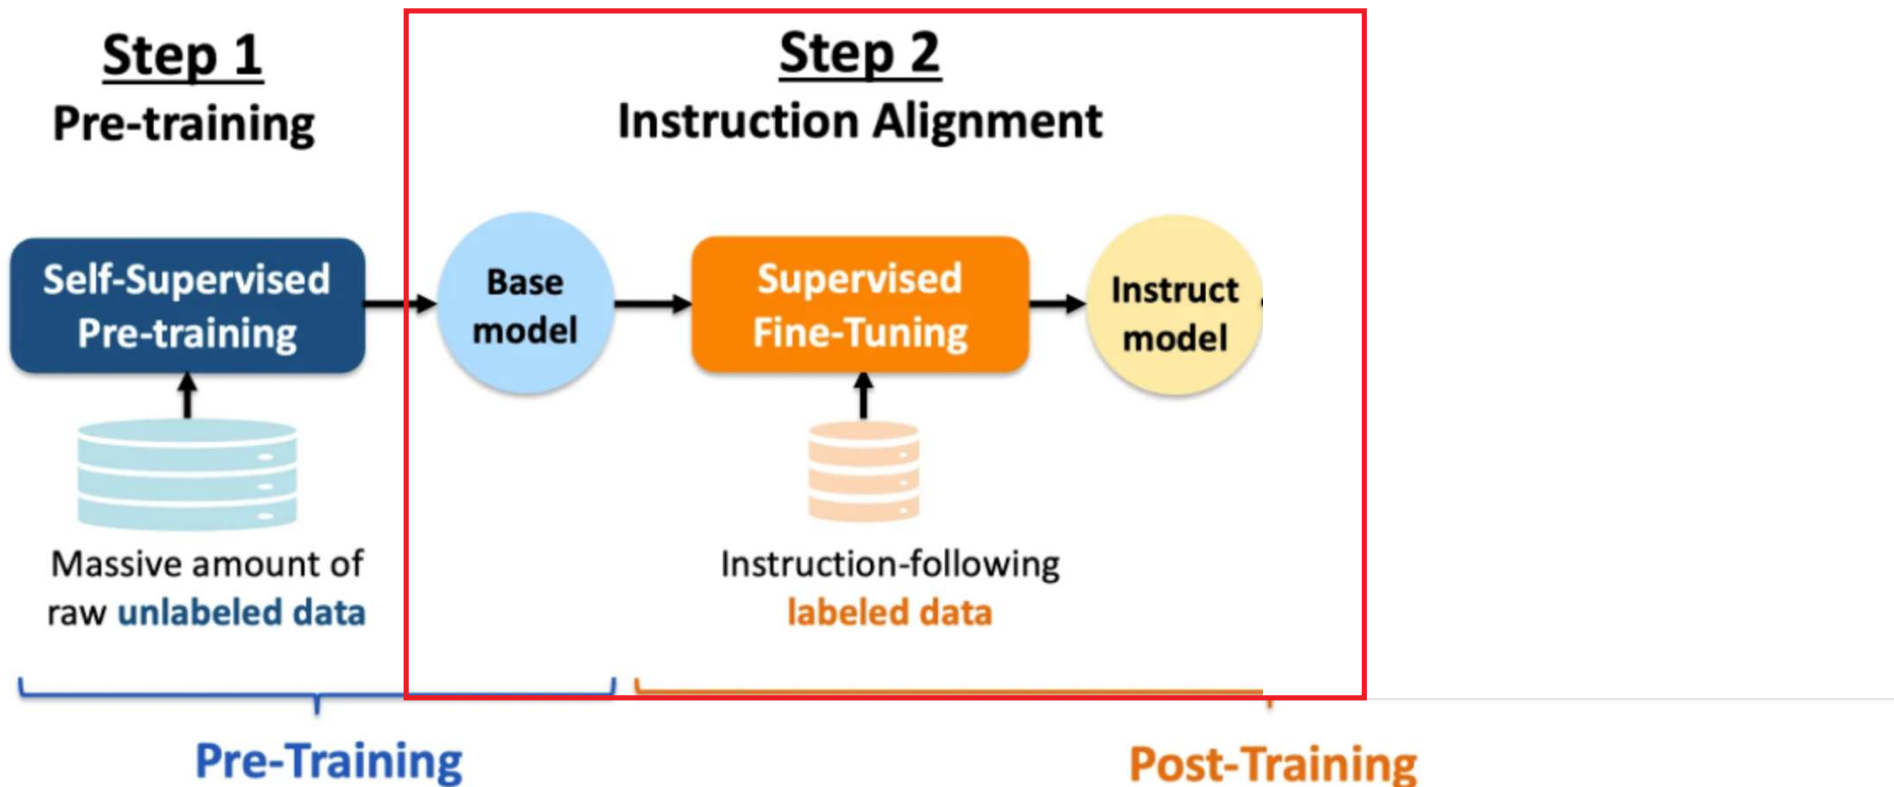 Step 1
Pre-training
Step 2
Instruction Alignment
Self-Supervised
Pre-training
Base
model
Supervised
Fine-Tuning
Instruct
model
Massive amount of
raw unlabeled data
Instruction-following
labeled data
Pre-Training
Post-Training